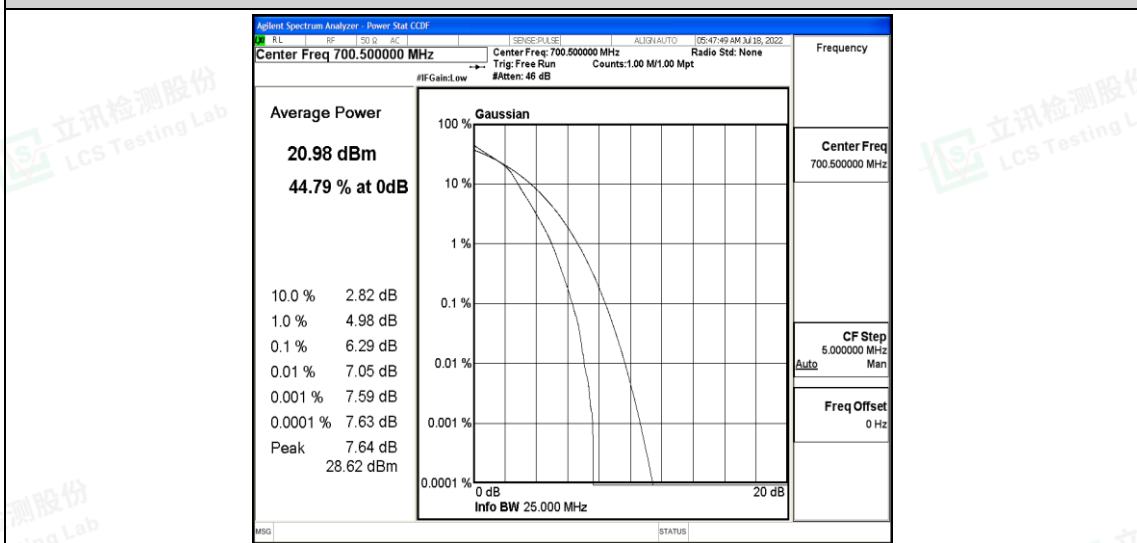 Agilent Spectrum Analyzer - Power Stat CCDF
RL RF 50 Ω AC SENSE:PULSE ALIGN AUTO 05:47:49 AM Jul 18, 2022
Center Freq 700.500000 MHz
Center Freq: 700.500000 MHz Radio Std: None
Trig: Free Run Counts:1.00 M/1.00 Mpt
#IFGain:Low #Atten: 46 dB
Frequency
Average Power
20.98 dBm
44.79 % at 0dB
10.0 % 2.82 dB
1.0 % 4.98 dB
0.1 % 6.29 dB
0.01 % 7.05 dB
0.001 % 7.59 dB
0.0001 % 7.63 dB
Peak 7.64 dB
28.62 dBm
Gaussian
100 %
10 %
1 %
0.1 %
0.01 %
0.001 %
0.0001 %
0 dB 20 dB
Info BW 25.000 MHz
Center Freq
700.500000 MHz
CF Step
5.000000 MHz
Auto Man
Freq Offset
0 Hz
MSG STATUS
立讯检测股份
LCS Testing Lab
立讯检测股份
LCS Testing L
测股份
ng Lab